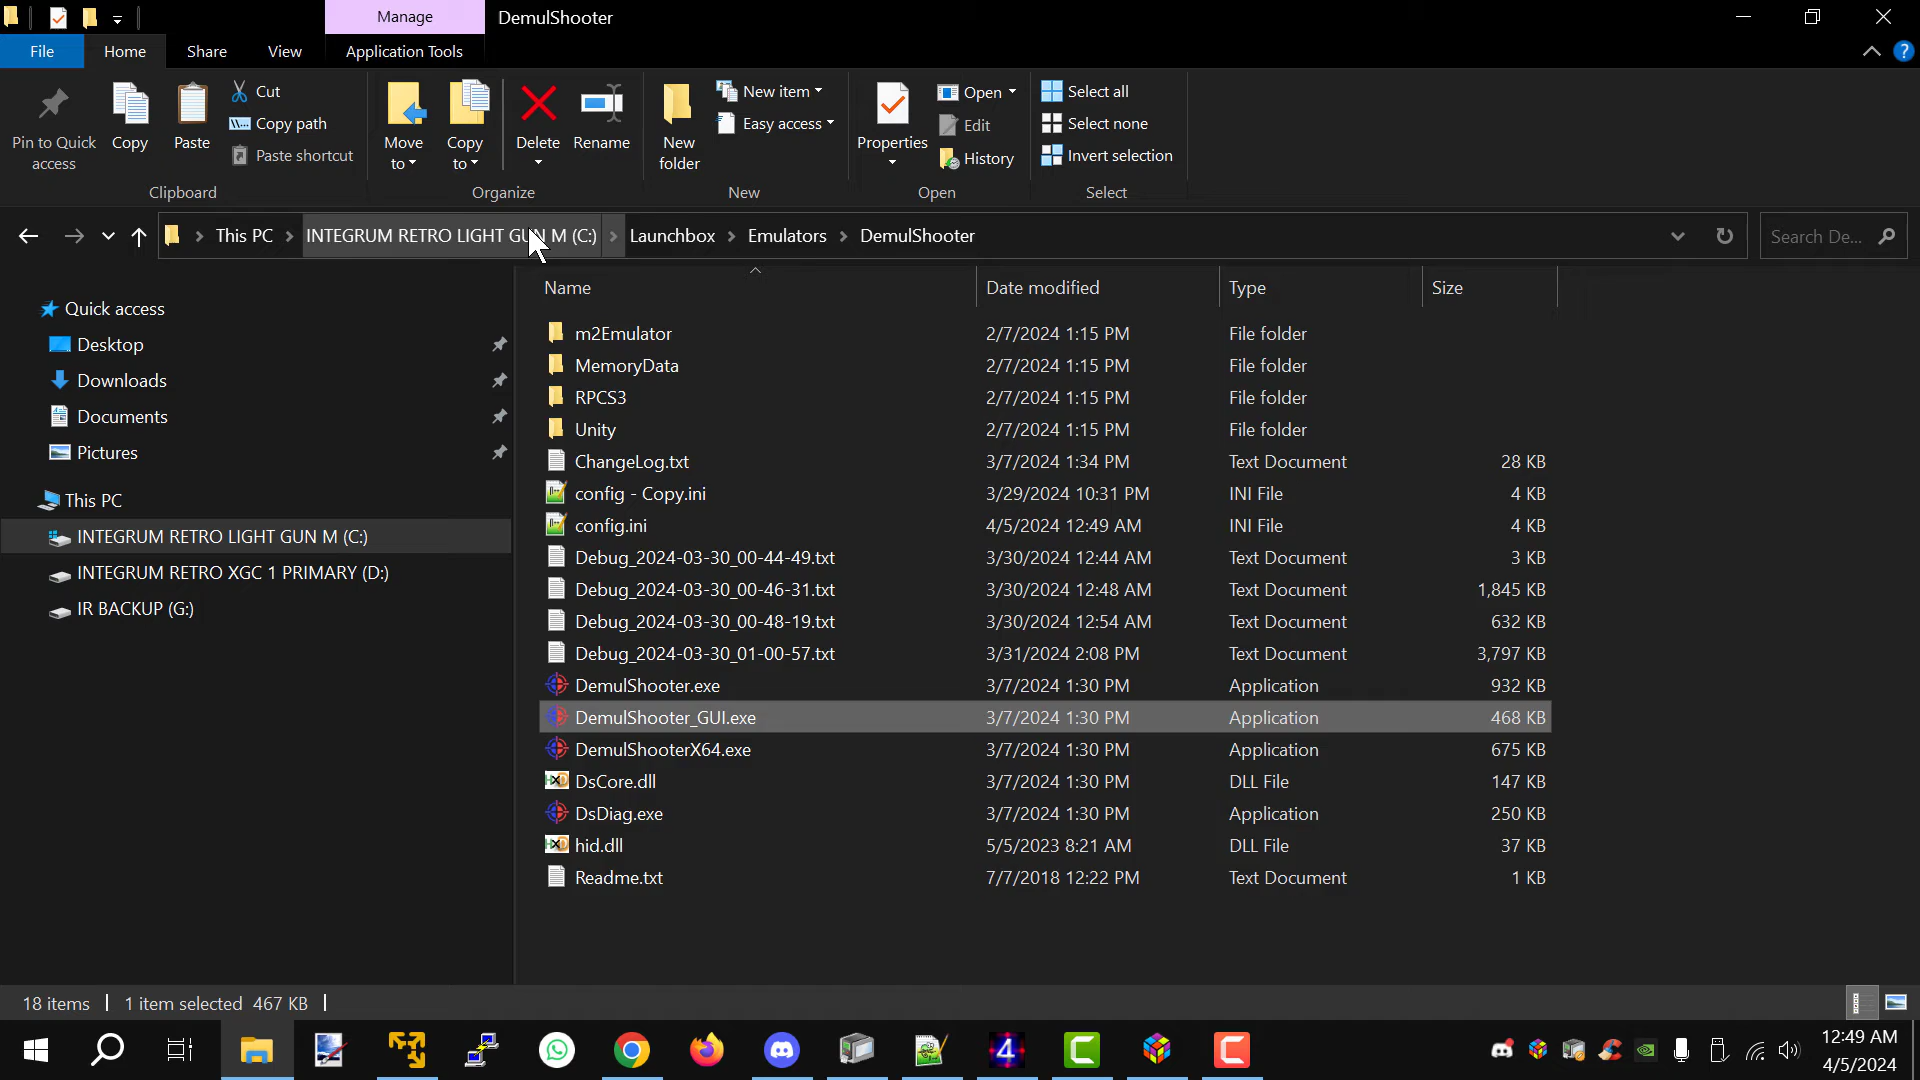 Manage
DemulShooter
File
Home
Share
View
Application Tools
Pin to Quick access
Copy
Paste
Cut
Copy path
Paste shortcut
Clipboard
Move to
Copy to
Delete
Rename
Organize
New folder
New item
Easy access
New
Properties
Open
Edit
History
Open
Select all
Select none
Invert selection
Select
This PC
INTEGRUM RETRO LIGHT GUN M (C:)
Launchbox
Emulators
DemulShooter
Search De...
Quick access
Desktop
Downloads
Documents
Pictures
This PC
INTEGRUM RETRO LIGHT GUN M (C:)
INTEGRUM RETRO XGC 1 PRIMARY (D:)
IR BACKUP (G:)
Name Date modified Type Size
m2Emulator 2/7/2024 1:15 PM File folder
MemoryData 2/7/2024 1:15 PM File folder
RPCS3 2/7/2024 1:15 PM File folder
Unity 2/7/2024 1:15 PM File folder
ChangeLog.txt 3/7/2024 1:34 PM Text Document 28 KB
config - Copy.ini 3/29/2024 10:31 PM INI File 4 KB
config.ini 4/5/2024 12:49 AM INI File 4 KB
Debug_2024-03-30_00-44-49.txt 3/30/2024 12:44 AM Text Document 3 KB
Debug_2024-03-30_00-46-31.txt 3/30/2024 12:48 AM Text Document 1,845 KB
Debug_2024-03-30_00-48-19.txt 3/30/2024 12:54 AM Text Document 632 KB
Debug_2024-03-30_01-00-57.txt 3/31/2024 2:08 PM Text Document 3,797 KB
DemulShooter.exe 3/7/2024 1:30 PM Application 932 KB
DemulShooter_GUI.exe 3/7/2024 1:30 PM Application 468 KB
DemulShooterX64.exe 3/7/2024 1:30 PM Application 675 KB
DsCore.dll 3/7/2024 1:30 PM DLL File 147 KB
DsDiag.exe 3/7/2024 1:30 PM Application 250 KB
hid.dll 5/5/2023 8:21 AM DLL File 37 KB
Readme.txt 7/7/2018 12:22 PM Text Document 1 KB
18 items
1 item selected 467 KB
4
12:49 AM
4/5/2024